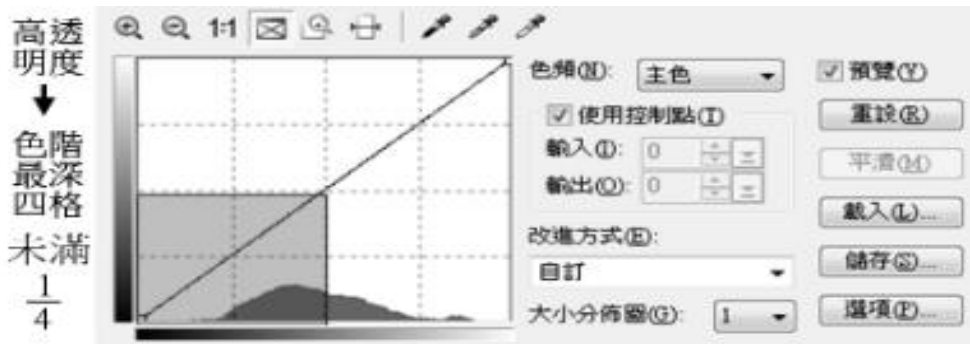 高透
明度
↓
色階
最深
四格
未滿
1
4
1:1
色頻(N):
主色
使用控制點(T)
輸入(I):
0
輸出(O):
0
改進方式(E):
自訂
大小分佈圖(G):
1
預覽(Y)
重設(R)
平滑(M)
載入(L)...
儲存(S)...
選項(P)...